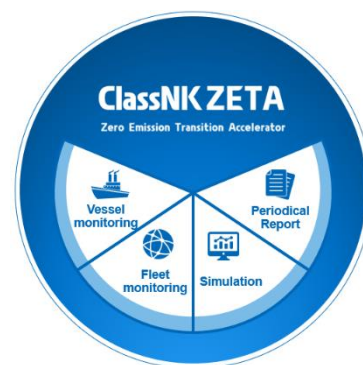 ClassNK ZETA
Zero Emission Transition Accelerator
Vessel
monitoring
Fleet
monitoring
Simulation
Periodical
Report